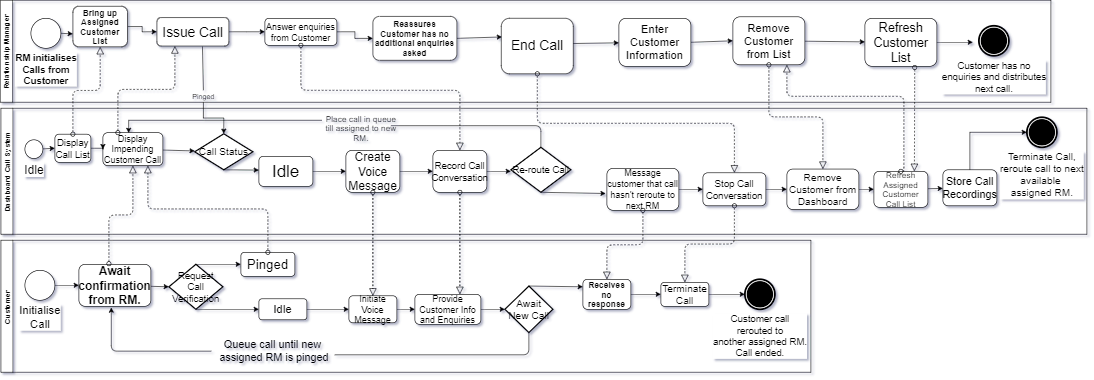 Relationship Manager
RM initialises
Calls from
Customer
Bring up
Assigned
Customer
List
Issue Call
Answer enquiries
from Customer
Reassures
Customer has no
additional enquiries
asked
End Call
Enter
Customer
Information
Remove
Customer
from List
Refresh
Customer
List
Customer has no
enquiries and distributes
next call.
Pinged
Dashboard Call System
Idle
Display
Call List
Display
Impending
Customer Call
Call Status
Place call in queue
till assigned to new
RM.
Idle
Create
Voice
Message
Record Call
Conversation
Re-route Call
Message
customer that call
hasn't reroute to
next RM
Stop Call
Conversation
Remove
Customer from
Dashboard
Refresh
Assigned
Customer
Call List
Store Call
Recordings
Terminate Call,
reroute call to next
available
assigned RM.
Customer
Initialise
Call
Await
confirmation
from RM.
Request
Call
Verification
Pinged
Idle
Initiate
Voice
Message
Provide
Customer Info
and Enquiries
Await
New Call
Receives
no
response
Terminate
Call
Customer call
rerouted to
another assigned RM.
Call ended.
Queue call until new
assigned RM is pinged